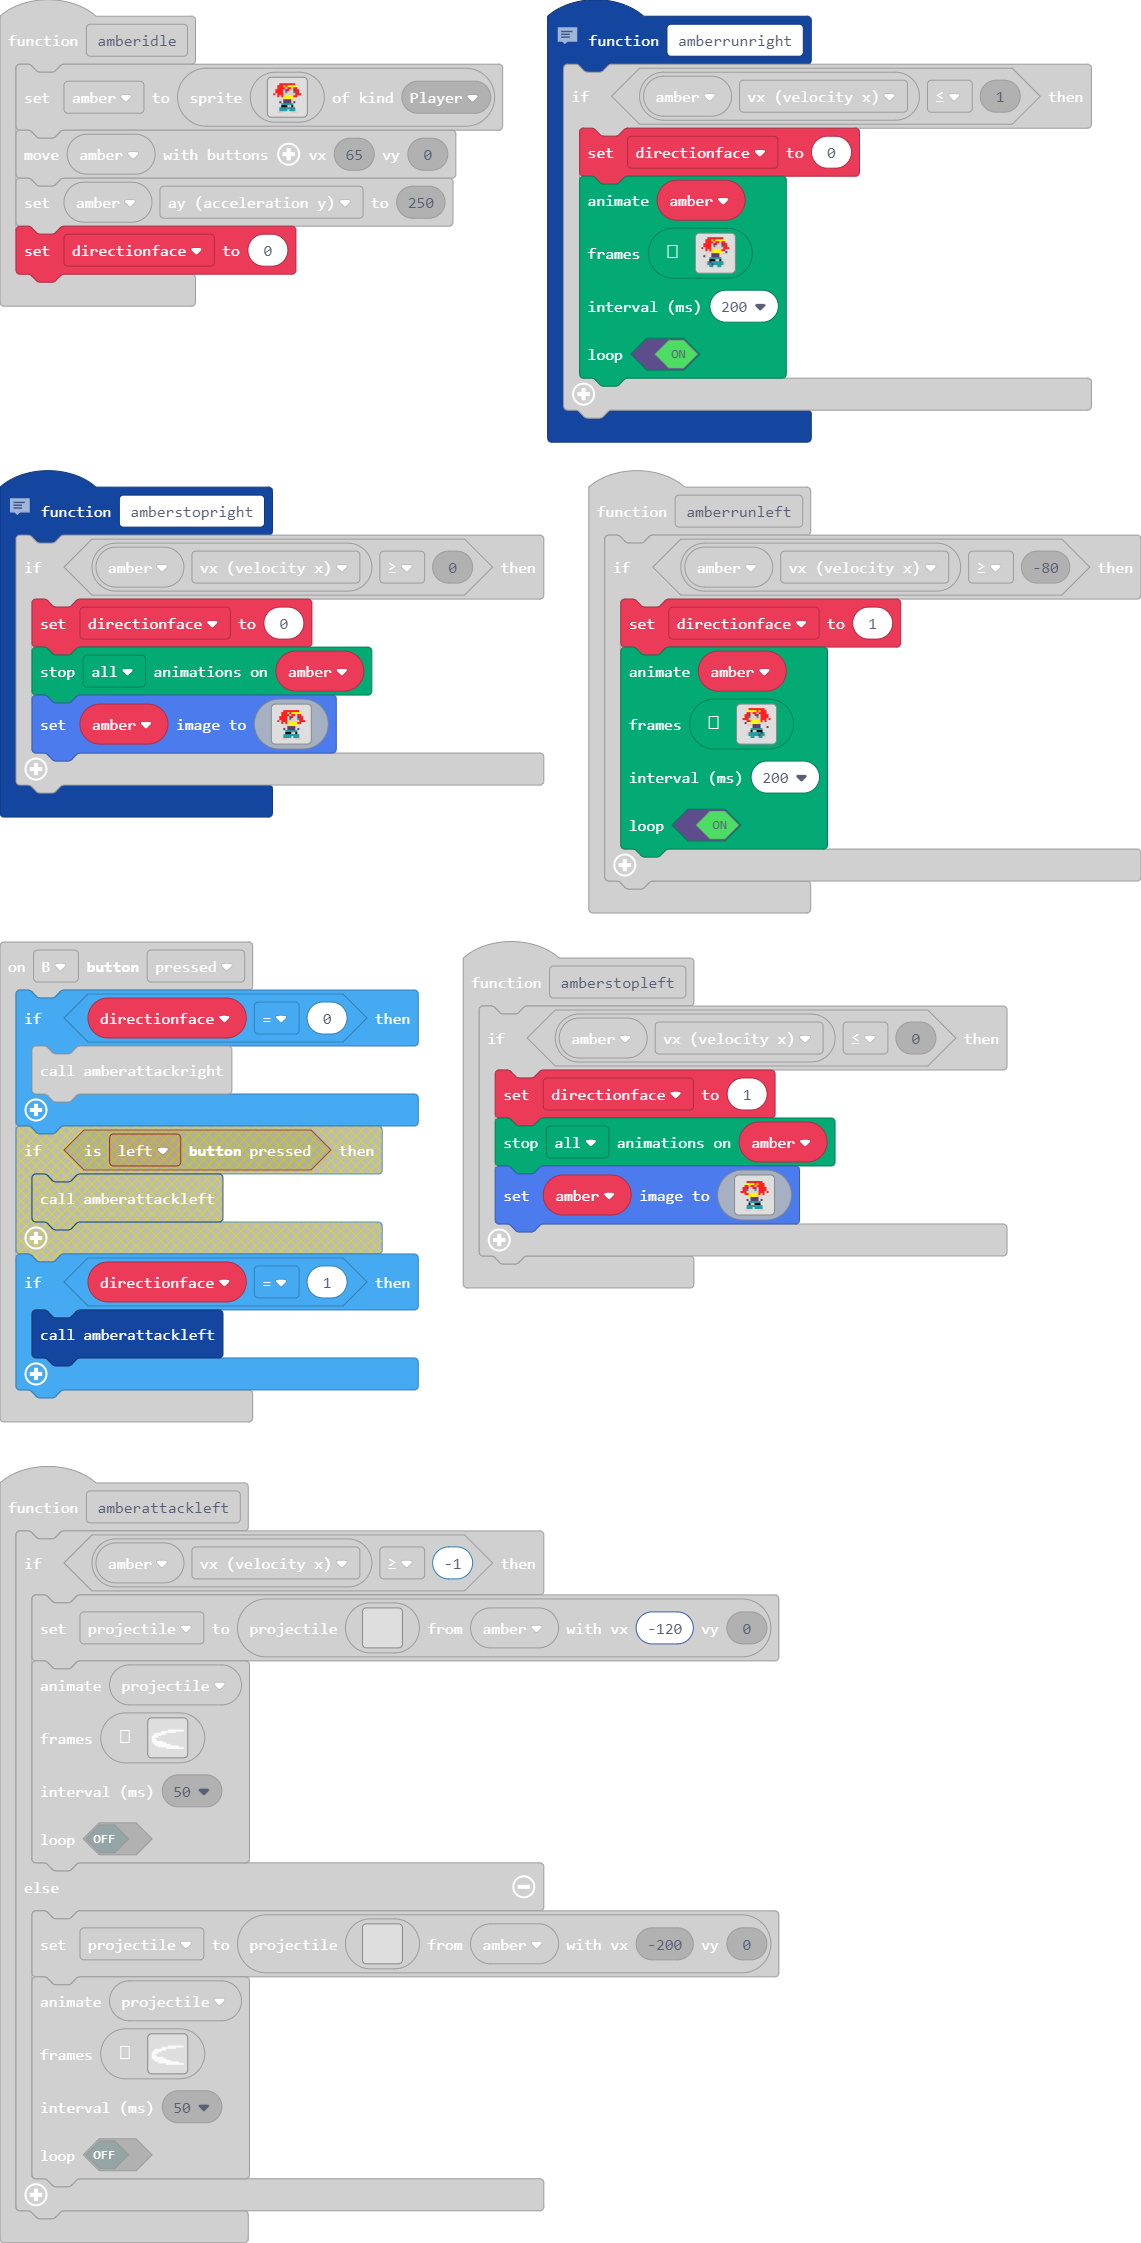 function amberidle
set amber to sprite of kind Player
move amber with buttons vx 65 vy 0
set amber ay (acceleration y) to 250
set directionface to 0
function amberrunright
if amber vx (velocity x) ≤ 1 then
set directionface to 0
animate amber
frames
interval (ms) 200
loop ON
function amberstopright
if amber vx (velocity x) ≥ 0 then
set directionface to 0
stop all animations on amber
set amber image to
function amberrunleft
if amber vx (velocity x) ≥ -80 then
set directionface to 1
animate amber
frames
interval (ms) 200
loop ON
on B button pressed
if directionface = 0 then
call amberattackright
if is left button pressed then
call amberattackleft
if directionface = 1 then
call amberattackleft
function amberstopleft
if amber vx (velocity x) ≤ 0 then
set directionface to 1
stop all animations on amber
set amber image to
function amberattackleft
if amber vx (velocity x) ≥ -1 then
set projectile to projectile from amber with vx -120 vy 0
animate projectile
frames
interval (ms) 50
loop OFF
else
set projectile to projectile from amber with vx -200 vy 0
animate projectile
frames
interval (ms) 50
loop OFF